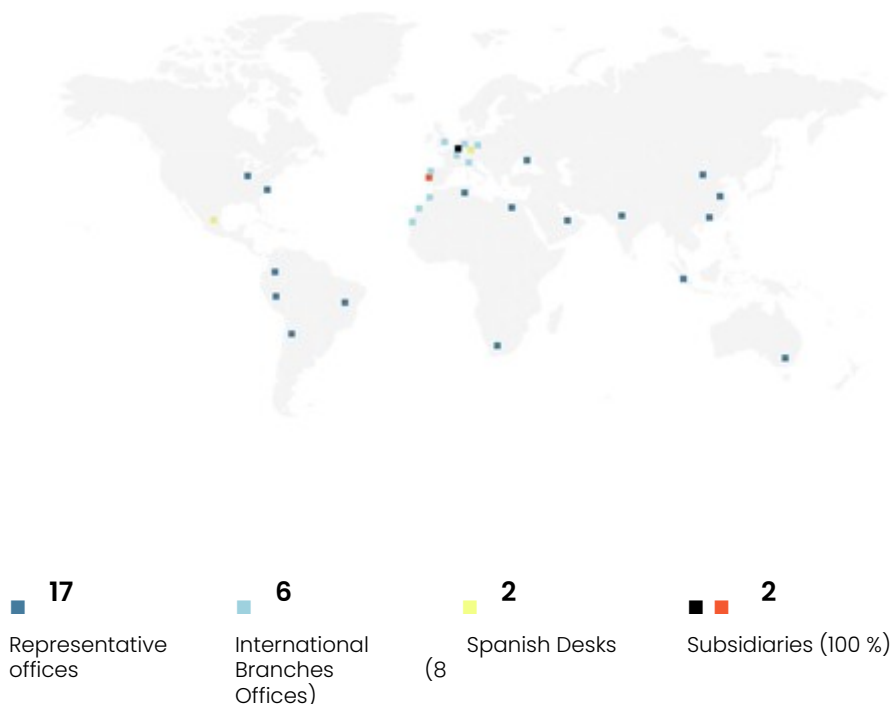 17
6
2
2
Representative
offices
International
Branches (8
Offices)
Spanish Desks
Subsidiaries (100 %)